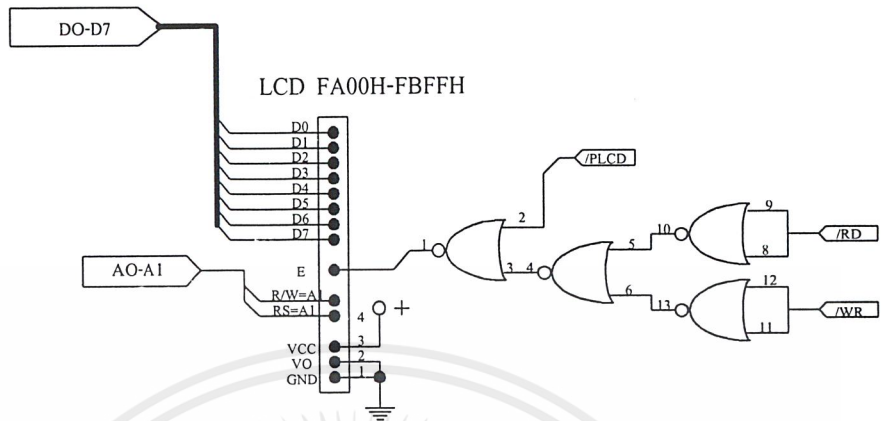 DO-D7
LCD FA00H-FBFFH
D0
D1
D2
D3
D4
D5
D6
D7
E
AO-A1
R/W=A1
RS=A1
4
+
VCC
3
VO
2
GND
1
/PLCD
2
1
3
4
5
6
10
9
8
/RD
13
12
11
/WR